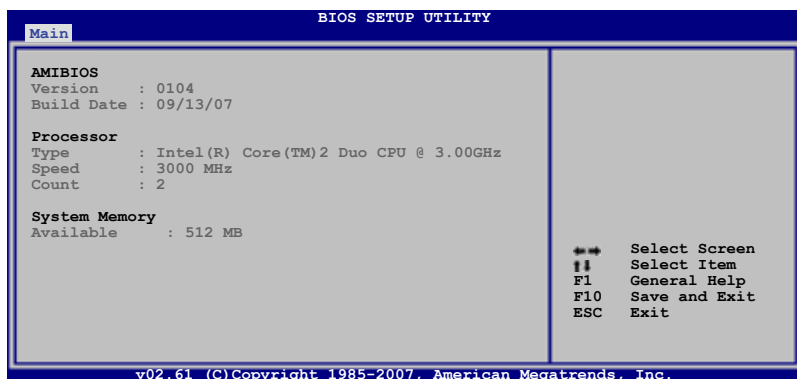 BIOS SETUP UTILITY
Main
AMIBIOS
Version : 0104
Build Date : 09/13/07
Processor
Type : Intel(R) Core(TM)2 Duo CPU @ 3.00GHz
Speed : 3000 MHz
Count : 2
System Memory
Available : 512 MB
←→ Select Screen
↑↓ Select Item
F1 General Help
F10 Save and Exit
ESC Exit
v02.61 (C)Copyright 1985-2007, American Megatrends, Inc.